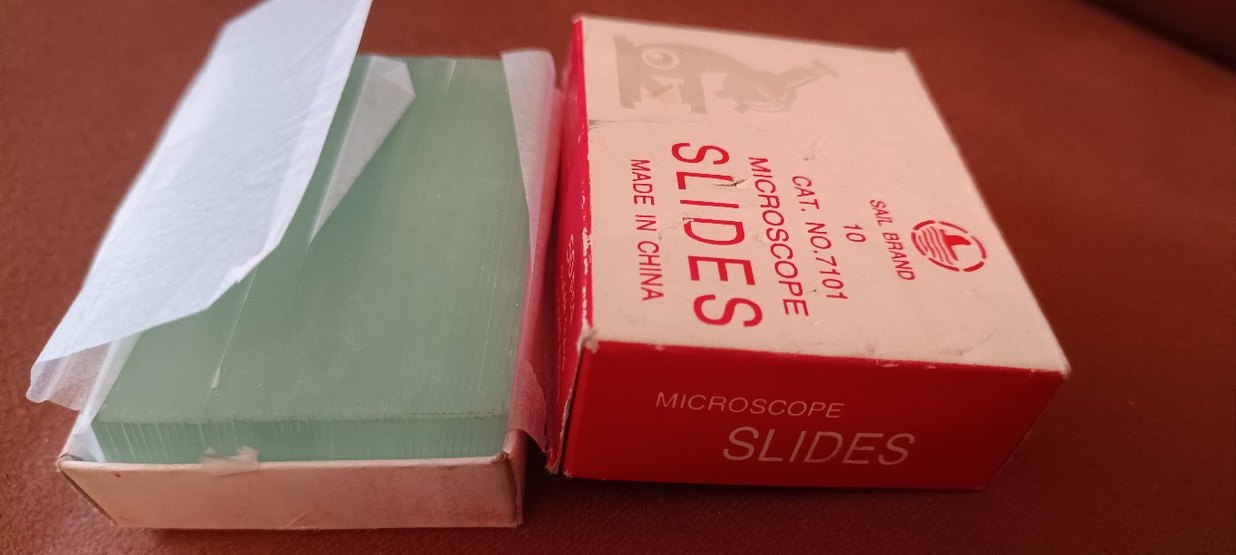 SAIL BRAND
10
CAT. NO.7101
MICROSCOPE
SLIDES
MADE IN CHINA
MICROSCOPE
SLIDES